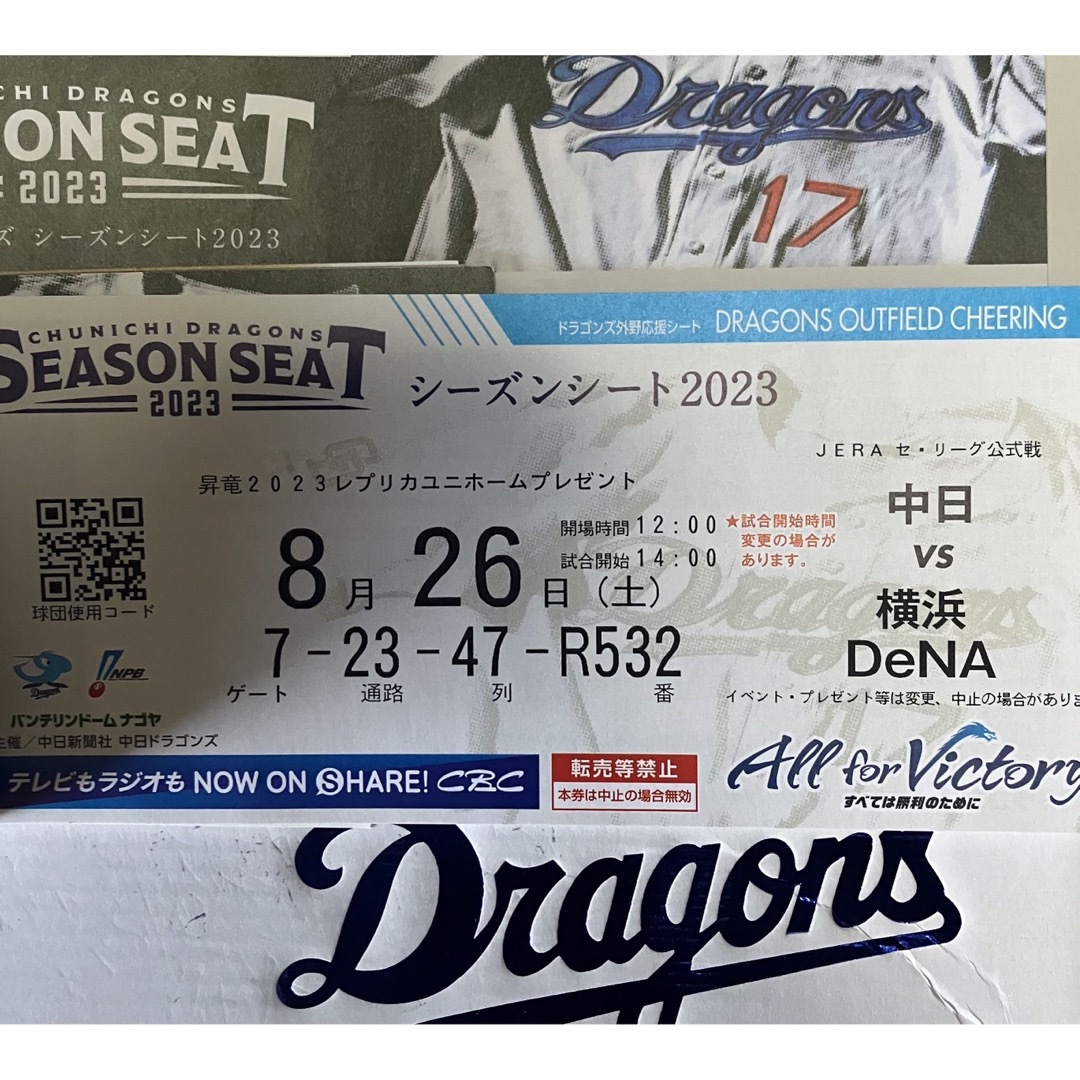 CHI DRAGONS
ON SEAT
2023
ズ シーズンシート2023
Dragons
17
CHUNICHI DRAGONS
SEASON SEAT
2023
シーズンシート2023
ドラゴンズ外野応援シート DRAGONS OUTFIELD CHEERING
JERA セ・リーグ公式戦
昇竜2023レプリカユニホームプレゼント
8月26日(土)
開場時間 12:00
試合開始 14:00
★試合開始時間
変更の場合が
あります。
中日
vs
横浜
DeNA
7-23-47-R532
ゲート 通路 列 番
イベント・プレゼント等は変更、中止の場合がありま
球団使用コード
Dragons
NPB
バンテリンドーム ナゴヤ
主催/中日新聞社 中日ドラゴンズ
テレビもラジオも NOW ON SHARE! CBC
転売等禁止
本券は中止の場合無効
All for Victory
すべては勝利のために
Dragons